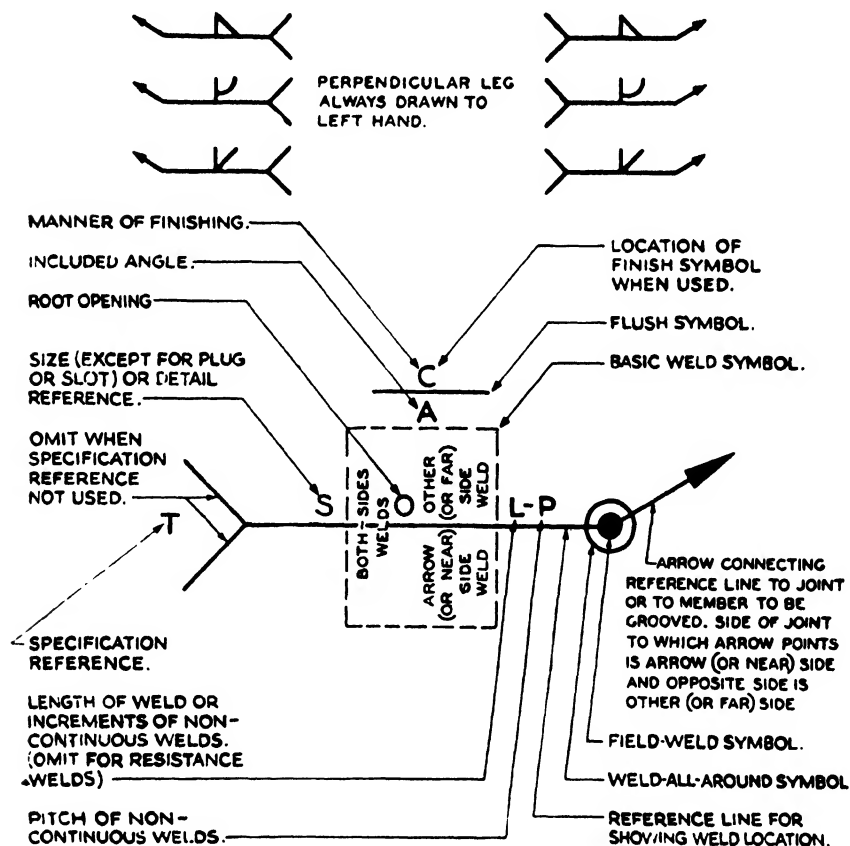 PERPENDICULAR LEG
ALWAYS DRAWN TO
LEFT HAND.
MANNER OF FINISHING.
INCLUDED ANGLE.
ROOT OPENING
SIZE (EXCEPT FOR PLUG
OR SLOT) OR DETAIL
REFERENCE.
OMIT WHEN
SPECIFICATION
REFERENCE
NOT USED.
T
SPECIFICATION
REFERENCE.
LENGTH OF WELD OR
INCREMENTS OF NON-
CONTINUOUS WELDS.
(OMIT FOR RESISTANCE
WELDS)
PITCH OF NON-
CONTINUOUS WELDS.
C
A
S
BOTH-SIDES
WELDS
O
OTHER
(OR FAR)
SIDE
WELD
ARROW
(OR NEAR)
SIDE
WELD
L-P
LOCATION OF
FINISH SYMBOL
WHEN USED.
FLUSH SYMBOL.
BASIC WELD SYMBOL.
ARROW CONNECTING
REFERENCE LINE TO JOINT
OR TO MEMBER TO BE
GROOVED. SIDE OF JOINT
TO WHICH ARROW POINTS
IS ARROW (OR NEAR) SIDE
AND OPPOSITE SIDE IS
OTHER (OR FAR) SIDE
FIELD-WELD SYMBOL.
WELD-ALL-AROUND SYMBOL
REFERENCE LINE FOR
SHOWING WELD LOCATION.